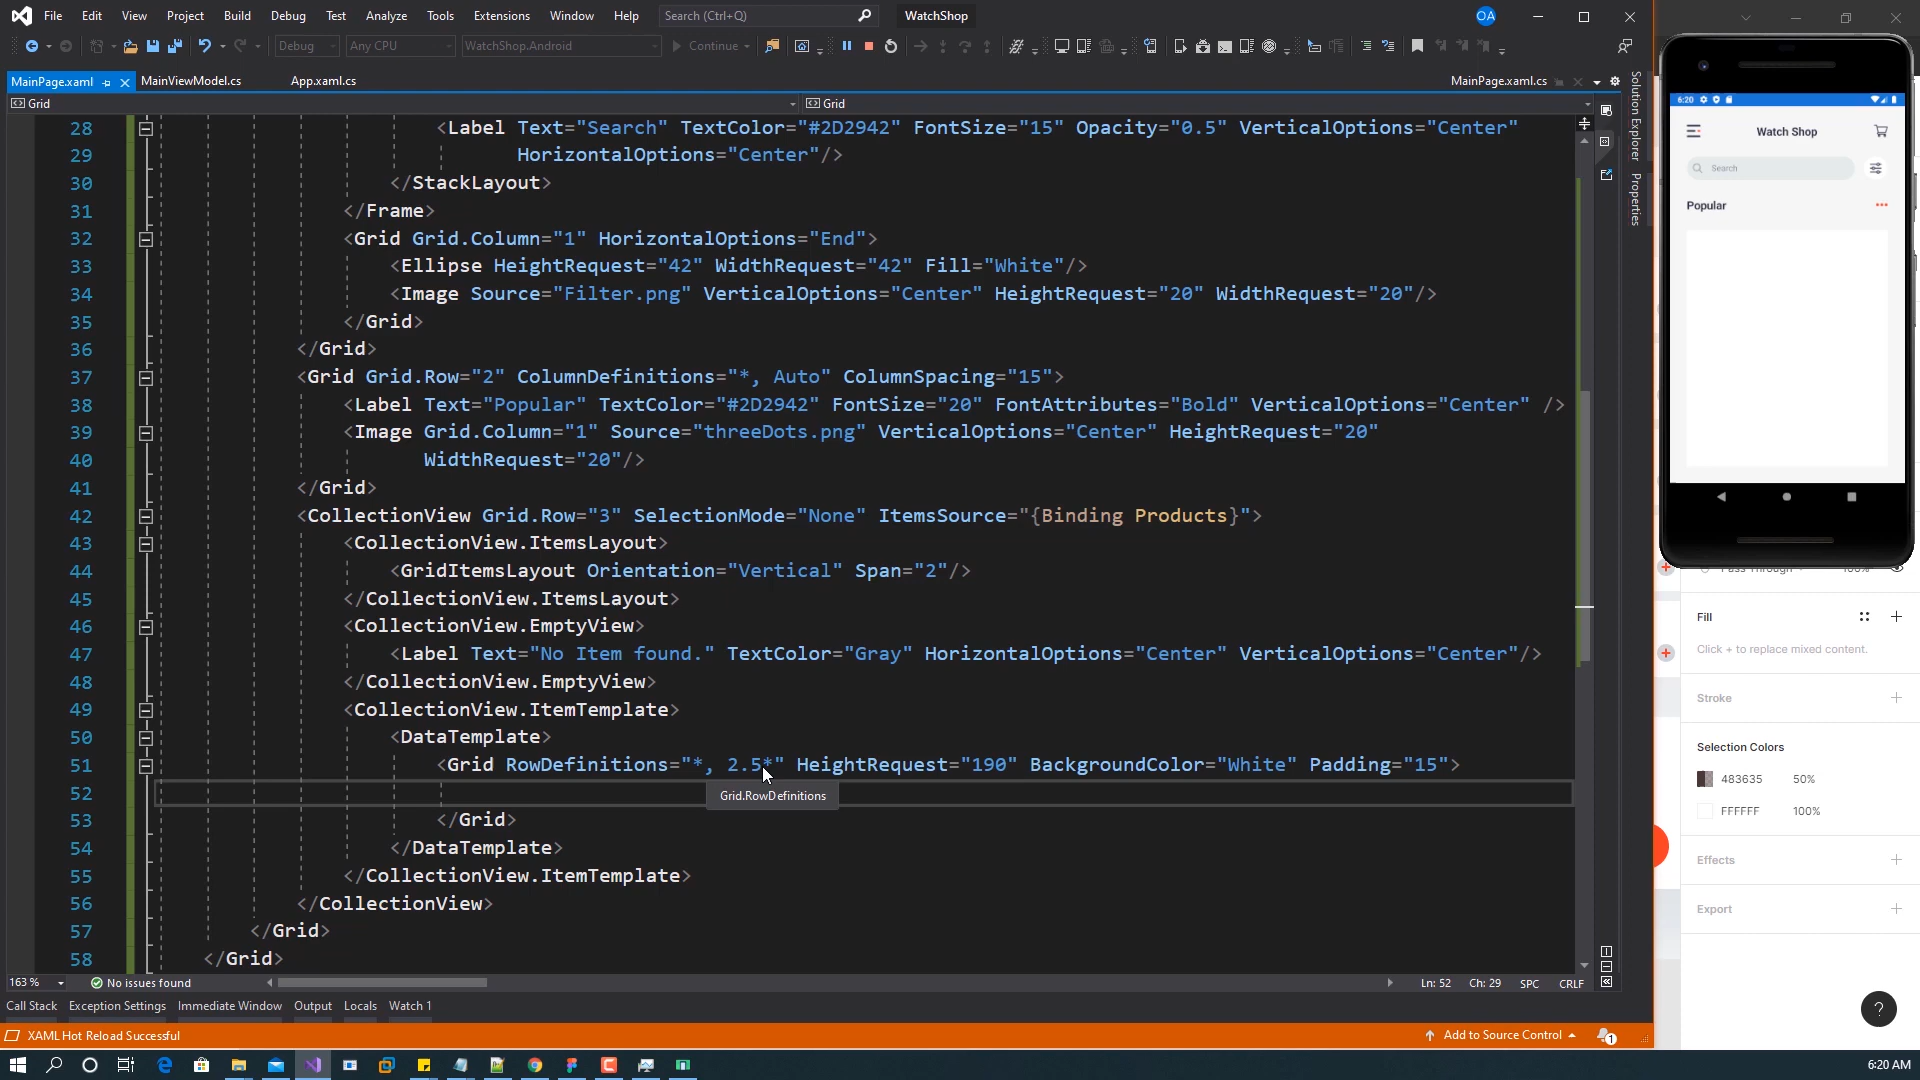 File Edit View Project Build Debug Test Analyze Tools Extensions Window Help Search (Ctrl+Q) WatchShop OA
Debug Any CPU WatchShop.Android Continue
MainPage.xaml MainViewModel.cs App.xaml.cs MainPage.xaml.cs
Grid Grid
28 <Label Text="Search" TextColor="#2D2942" FontSize="15" Opacity="0.5" VerticalOptions="Center"
29 HorizontalOptions="Center"/>
30 </StackLayout>
31 </Frame>
32 <Grid Grid.Column="1" HorizontalOptions="End">
33 <Ellipse HeightRequest="42" WidthRequest="42" Fill="White"/>
34 <Image Source="Filter.png" VerticalOptions="Center" HeightRequest="20" WidthRequest="20"/>
35 </Grid>
36 </Grid>
37 <Grid Grid.Row="2" ColumnDefinitions="*, Auto" ColumnSpacing="15">
38 <Label Text="Popular" TextColor="#2D2942" FontSize="20" FontAttributes="Bold" VerticalOptions="Center" />
39 <Image Grid.Column="1" Source="threeDots.png" VerticalOptions="Center" HeightRequest="20"
40 WidthRequest="20"/>
41 </Grid>
42 <CollectionView Grid.Row="3" SelectionMode="None" ItemsSource="{Binding Products}">
43 <CollectionView.ItemsLayout>
44 <GridItemsLayout Orientation="Vertical" Span="2"/>
45 </CollectionView.ItemsLayout>
46 <CollectionView.EmptyView>
47 <Label Text="No Item found." TextColor="Gray" HorizontalOptions="Center" VerticalOptions="Center"/>
48 </CollectionView.EmptyView>
49 <CollectionView.ItemTemplate>
50 <DataTemplate>
51 <Grid RowDefinitions="*, 2.5*" HeightRequest="190" BackgroundColor="White" Padding="15">
52
Grid.RowDefinitions
53 </Grid>
54 </DataTemplate>
55 </CollectionView.ItemTemplate>
56 </CollectionView>
57 </Grid>
58 </Grid>
163 % No issues found Ln: 52 Ch: 29 SPC CRLF
Call Stack Exception Settings Immediate Window Output Locals Watch 1
XAML Hot Reload Successful Add to Source Control 1
Solution Explorer
Properties
6:20
Watch Shop
Search
Popular
Pass Through 100%
Fill
Click + to replace mixed content.
Stroke
Selection Colors
483635 50%
FFFFFF 100%
Effects
Export
?
6:20 AM